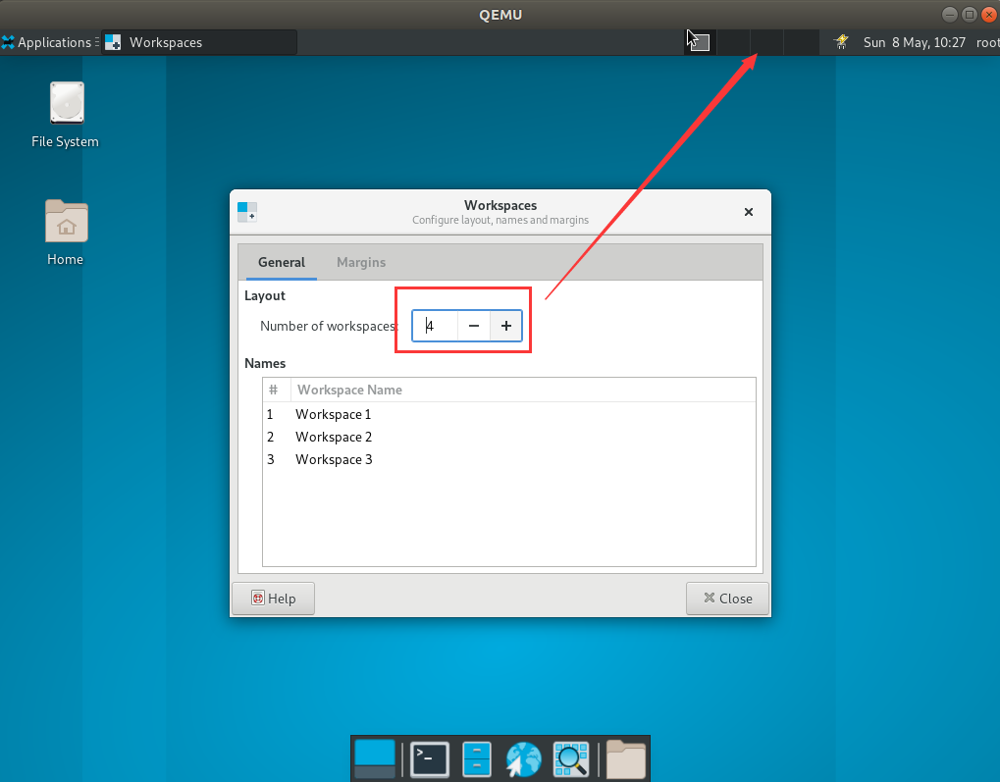 QEMU
Applications Workspaces Sun 8 May, 10:27 root
File System
Home
Workspaces
Configure layout, names and margins
General Margins
Layout
Number of workspaces: 4 − +
Names
# Workspace Name
1 Workspace 1
2 Workspace 2
3 Workspace 3
Help Close